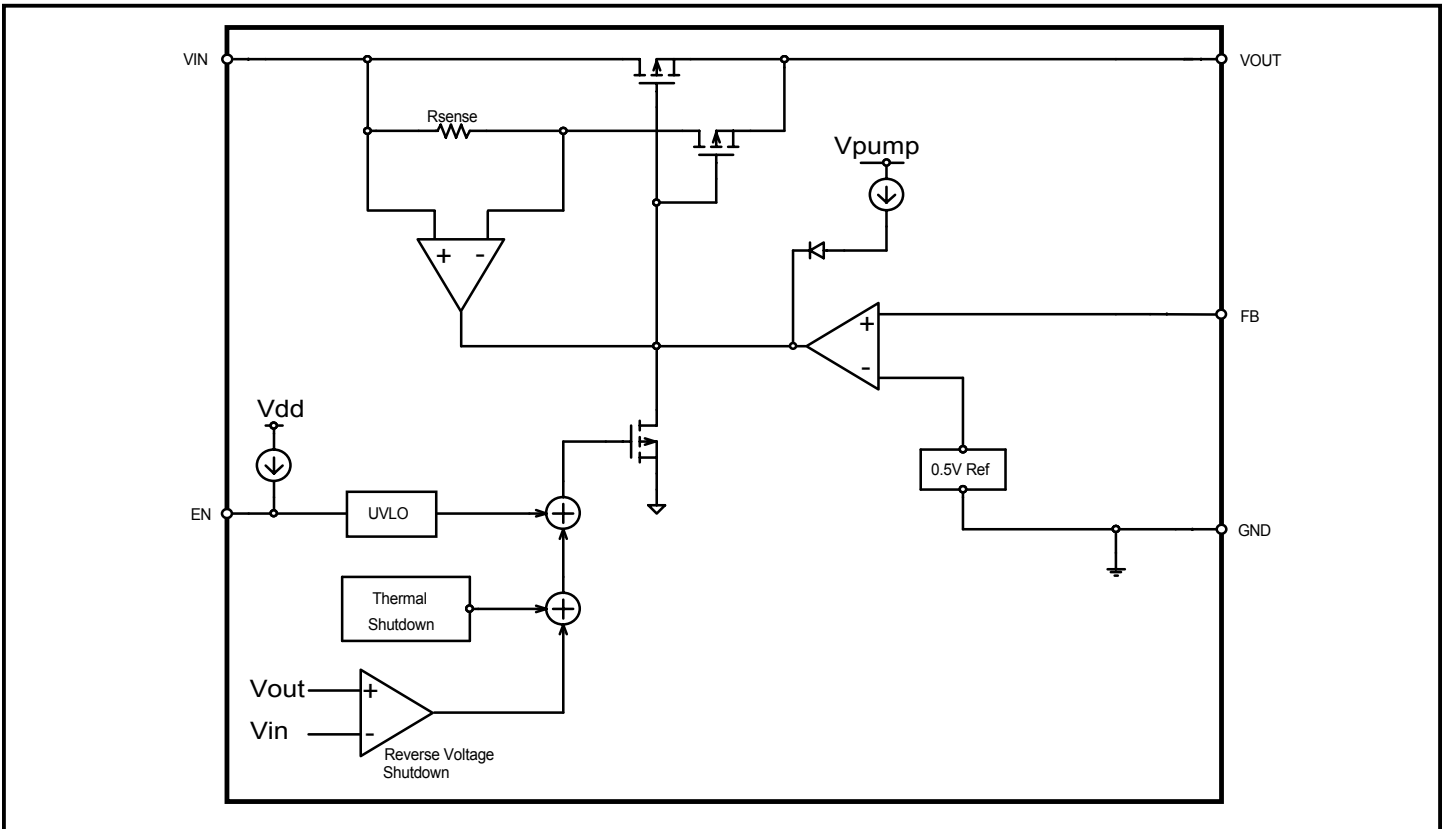 VIN
VOUT
Rsense
Vpump
+ -
FB
+
-
Vdd
0.5V Ref
EN
UVLO
GND
Thermal
Shutdown
Vout
+
Vin
-
Reverse Voltage
Shutdown